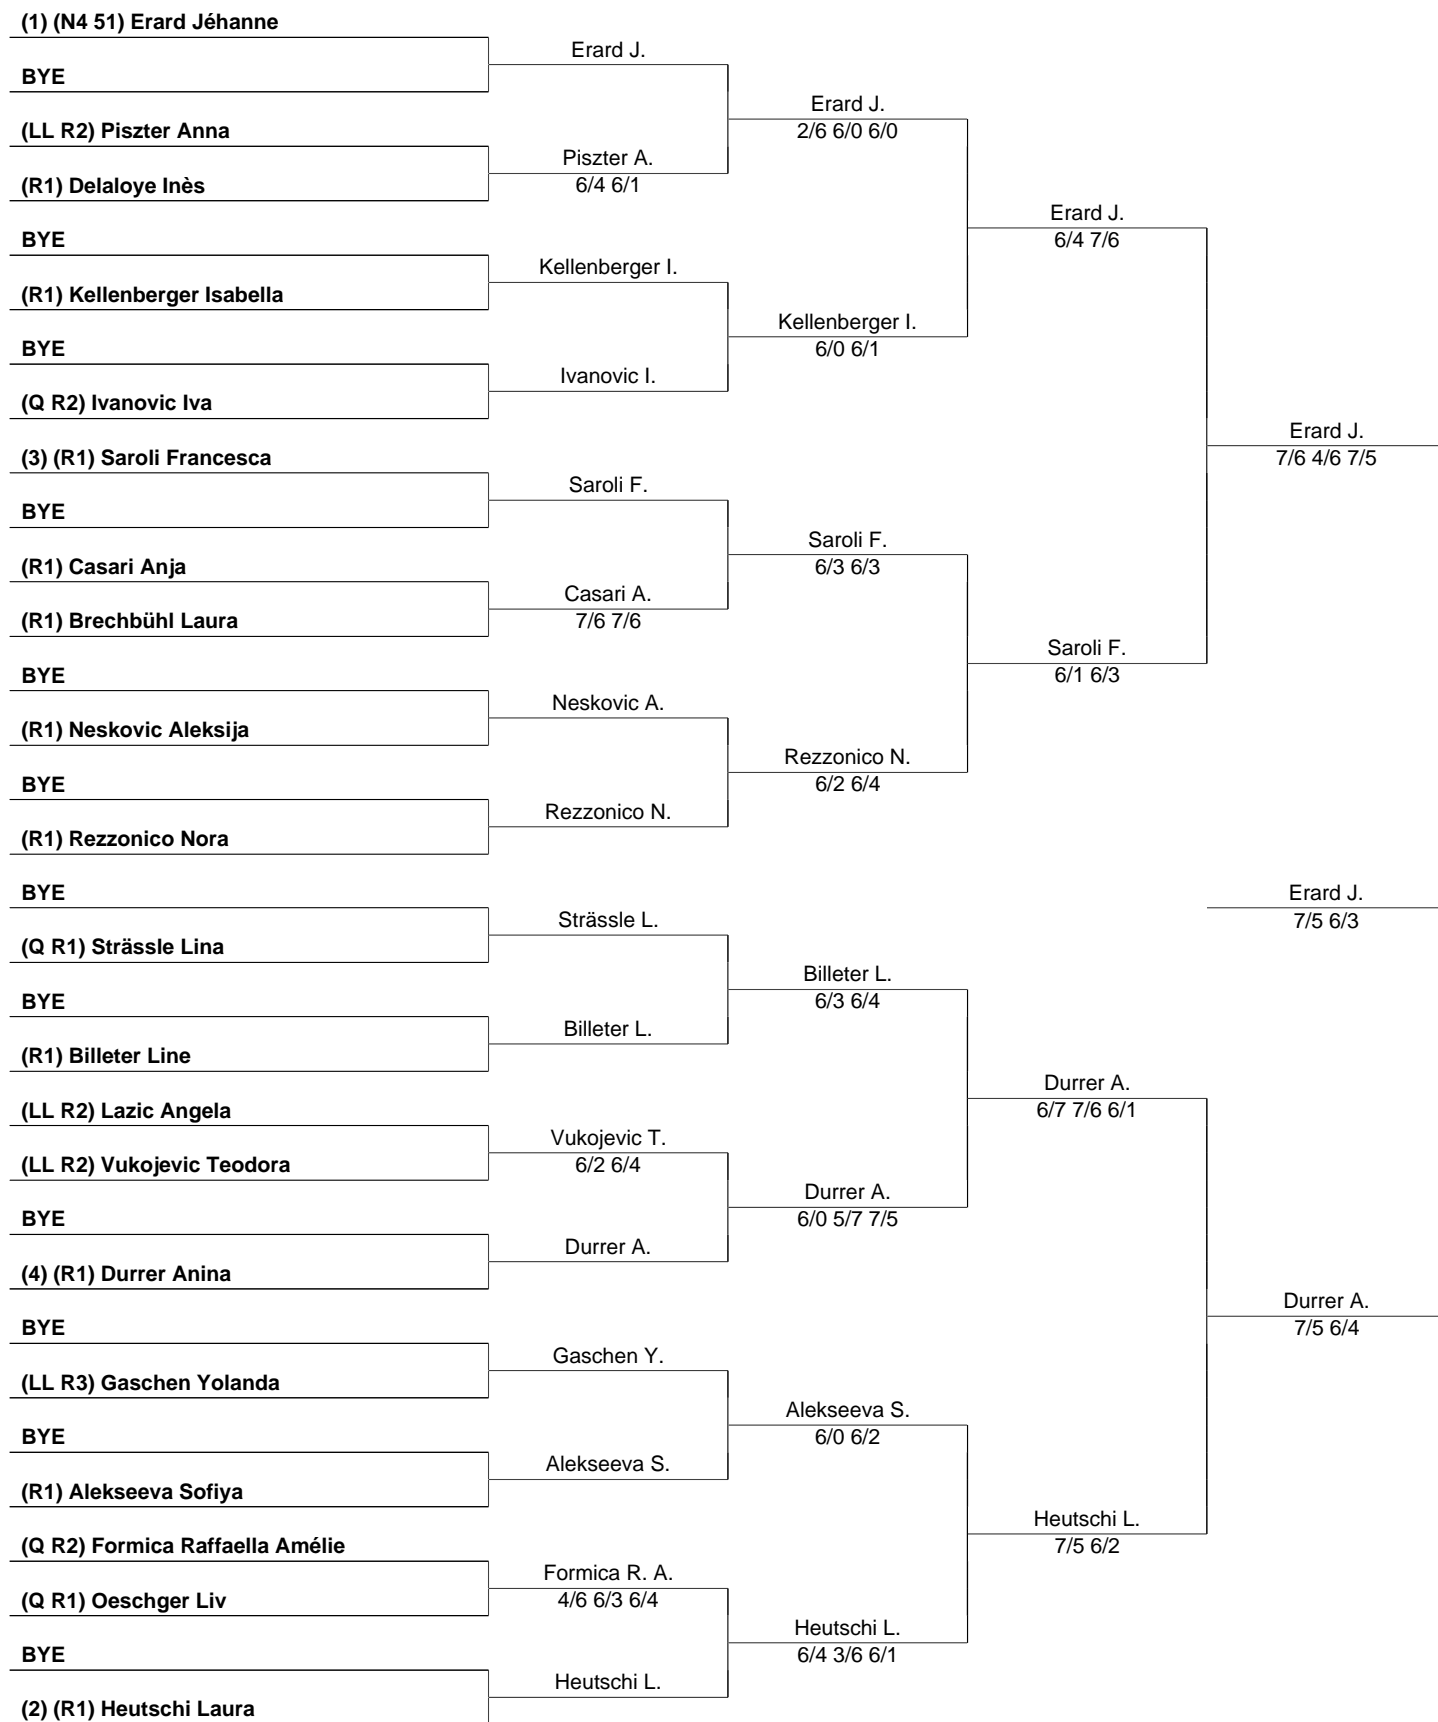 (1) (N4 51) Erard Jéhanne
BYE
(LL R2) Piszter Anna
(R1) Delaloye Inès
BYE
(R1) Kellenberger Isabella
BYE
(Q R2) Ivanovic Iva
(3) (R1) Saroli Francesca
BYE
(R1) Casari Anja
(R1) Brechbühl Laura
BYE
(R1) Neskovic Aleksija
BYE
(R1) Rezzonico Nora
BYE
(Q R1) Strässle Lina
BYE
(R1) Billeter Line
(LL R2) Lazic Angela
(LL R2) Vukojevic Teodora
BYE
(4) (R1) Durrer Anina
BYE
(LL R3) Gaschen Yolanda
BYE
(R1) Alekseeva Sofiya
(Q R2) Formica Raffaella Amélie
(Q R1) Oeschger Liv
BYE
(2) (R1) Heutschi Laura
Erard J.
Piszter A.
6/4 6/1
Kellenberger I.
Ivanovic I.
Saroli F.
Casari A.
7/6 7/6
Neskovic A.
Rezzonico N.
Strässle L.
Billeter L.
Vukojevic T.
6/2 6/4
Durrer A.
Gaschen Y.
Alekseeva S.
Formica R. A.
4/6 6/3 6/4
Heutschi L.
Erard J.
2/6 6/0 6/0
Kellenberger I.
6/0 6/1
Saroli F.
6/3 6/3
Rezzonico N.
6/2 6/4
Billeter L.
6/3 6/4
Durrer A.
6/0 5/7 7/5
Alekseeva S.
6/0 6/2
Heutschi L.
6/4 3/6 6/1
Erard J.
6/4 7/6
Saroli F.
6/1 6/3
Durrer A.
6/7 7/6 6/1
Heutschi L.
7/5 6/2
Erard J.
7/6 4/6 7/5
Erard J.
7/5 6/3
Durrer A.
7/5 6/4